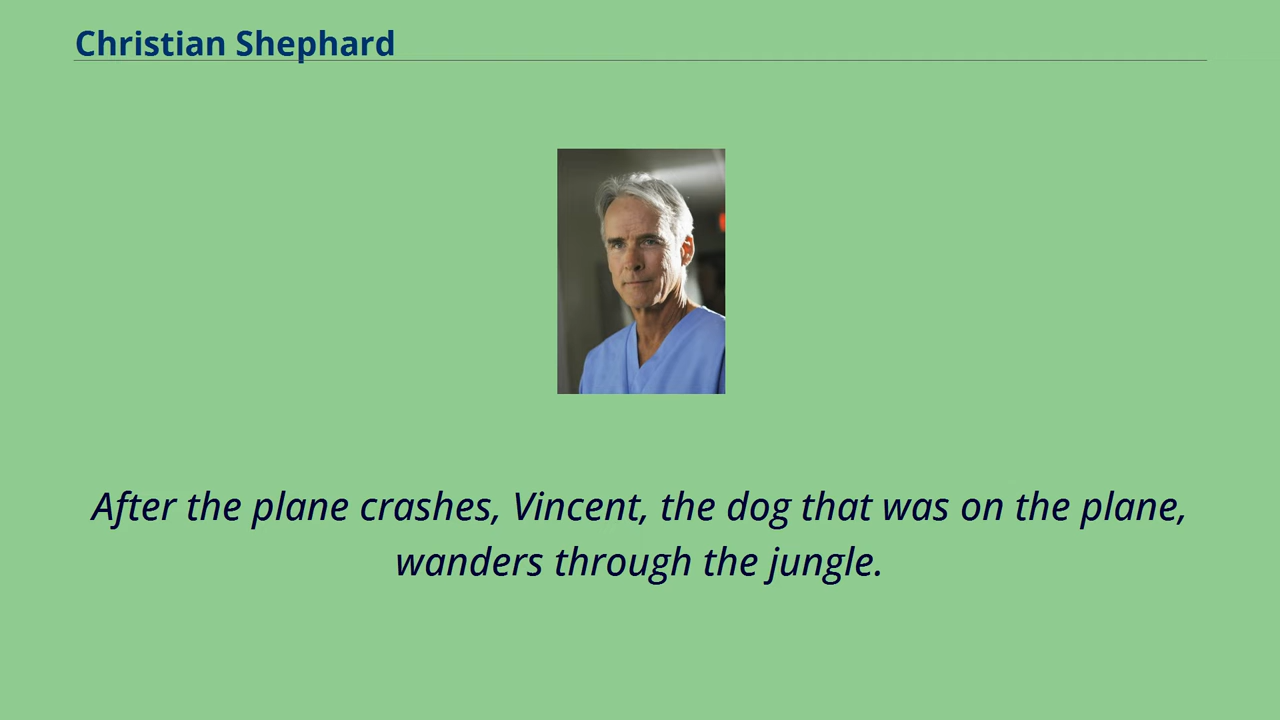 Christian Shephard
After the plane crashes, Vincent, the dog that was on the plane,
wanders through the jungle.